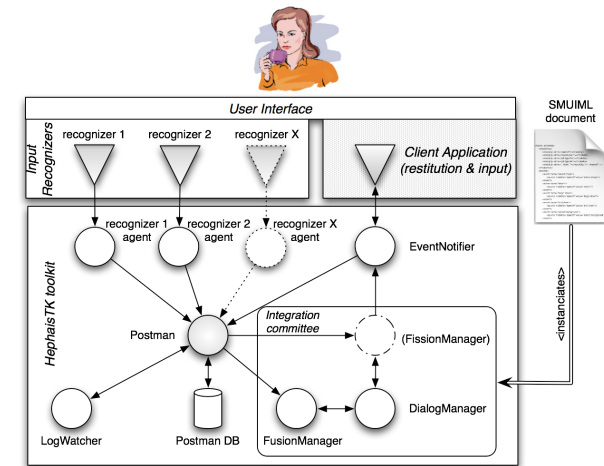 User Interface
SMUIML
document
Input
Recognizers
recognizer 1
recognizer 2
recognizer X
Client Application
(restitution & input)
HephaisTK toolkit
recognizer 1
agent
recognizer 2
agent
recognizer X
agent
EventNotifier
<instanciates>
Postman
Integration
committee
(FissionManager)
LogWatcher
Postman DB
FusionManager
DialogManager